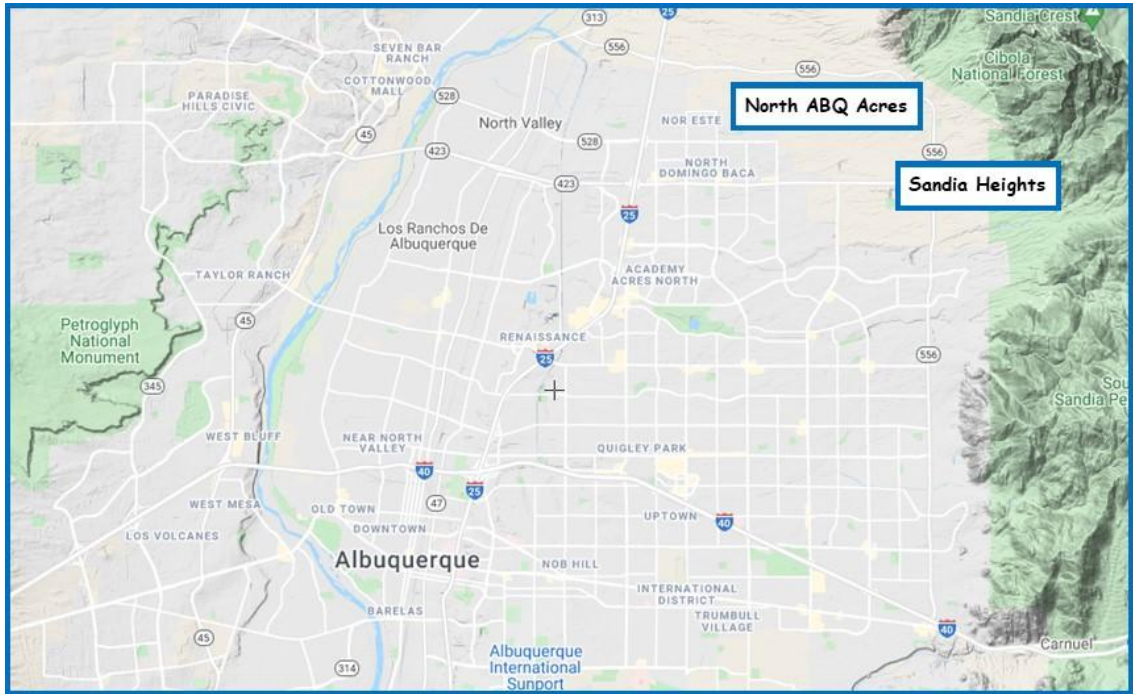 25
313
Sandia Crest
SEVEN BAR
RANCH
556
Cibola
National Forest
COTTONWOOD
MALL
556
556
PARADISE
HILLS CIVIC
528
North ABQ Acres
45
North Valley
NOR ESTE
528
423
556
NORTH
DOMINGO BACA
423
Sandia Heights
25
Los Ranchos De
Albuquerque
TAYLOR RANCH
ACADEMY
ACRES NORTH
45
Petroglyph
National
Monument
RENAISSANCE
25
556
345
Sou
Sandia Pe
WEST BLUFF
NEAR NORTH
VALLEY
QUIGLEY PARK
40
25
47
WEST MESA
OLD TOWN
UPTOWN
40
DOWNTOWN
LOS VOLCANES
Albuquerque
NOB HILL
INTERNATIONAL
DISTRICT
BARELAS
TRUMBULL
VILLAGE
40
45
Carnuel
314
Albuquerque
International
Sunport